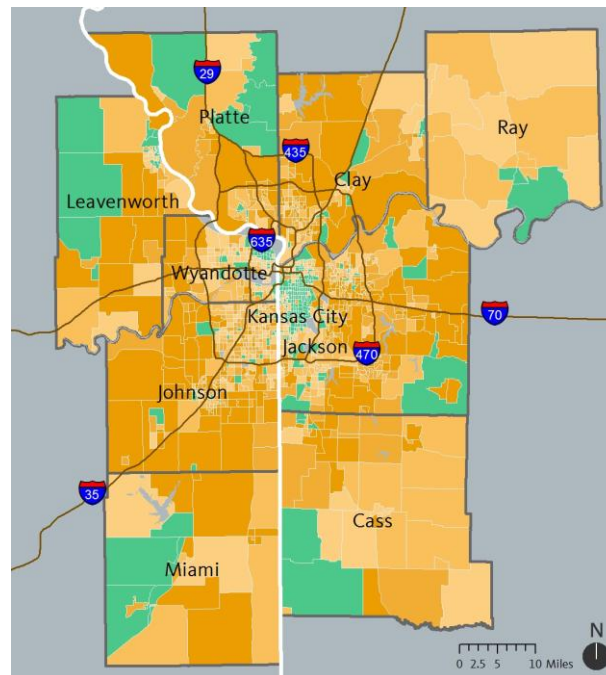 29
Platte
Ray
435
Clay
Leavenworth
635
Wyandotte
Kansas City
70
Jackson
470
Johnson
35
Cass
Miami
N
0 2.5 5 10 Miles